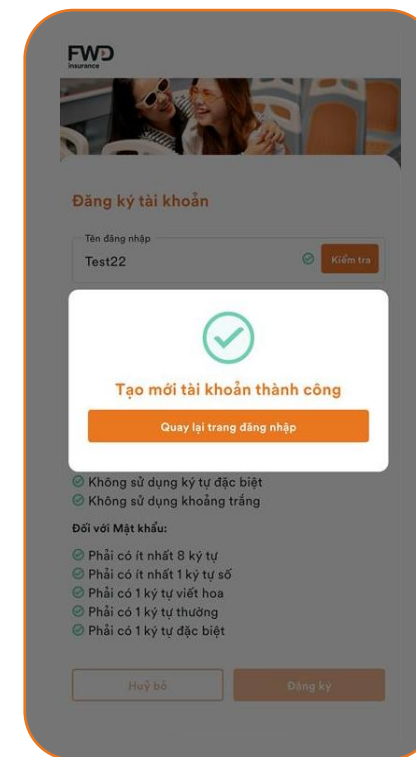 FWD
insurance
Đăng ký tài khoản
Tên đăng nhập
Test22
Kiểm tra
Tạo mới tài khoản thành công
Quay lại trang đăng nhập
Không sử dụng ký tự đặc biệt
Không sử dụng khoảng trắng
Đối với Mật khẩu:
Phải có ít nhất 8 ký tự
Phải có ít nhất 1 ký tự số
Phải có 1 ký tự viết hoa
Phải có 1 ký tự thường
Phải có 1 ký tự đặc biệt
Huỷ bỏ
Đăng ký